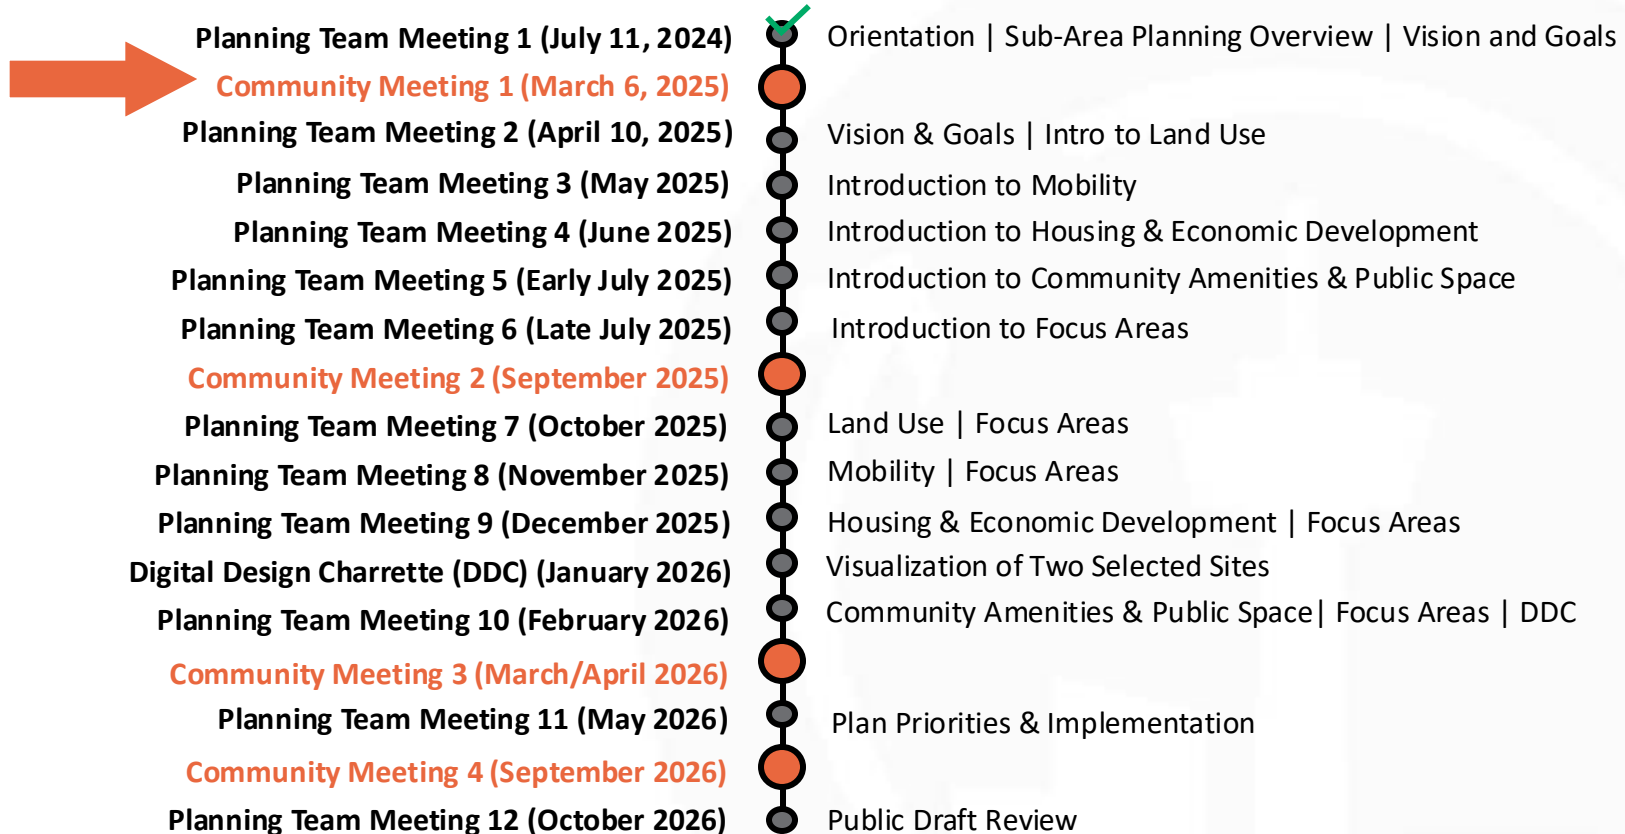 Planning Team Meeting 1 (July 11, 2024) Orientation | Sub-Area Planning Overview | Vision and Goals
Community Meeting 1 (March 6, 2025)
Planning Team Meeting 2 (April 10, 2025) Vision & Goals | Intro to Land Use
Planning Team Meeting 3 (May 2025) Introduction to Mobility
Planning Team Meeting 4 (June 2025) Introduction to Housing & Economic Development
Planning Team Meeting 5 (Early July 2025) Introduction to Community Amenities & Public Space
Planning Team Meeting 6 (Late July 2025) Introduction to Focus Areas
Community Meeting 2 (September 2025)
Planning Team Meeting 7 (October 2025) Land Use | Focus Areas
Planning Team Meeting 8 (November 2025) Mobility | Focus Areas
Planning Team Meeting 9 (December 2025) Housing & Economic Development | Focus Areas
Digital Design Charrette (DDC) (January 2026) Visualization of Two Selected Sites
Planning Team Meeting 10 (February 2026) Community Amenities & Public Space| Focus Areas | DDC
Community Meeting 3 (March/April 2026)
Planning Team Meeting 11 (May 2026) Plan Priorities & Implementation
Community Meeting 4 (September 2026)
Planning Team Meeting 12 (October 2026) Public Draft Review